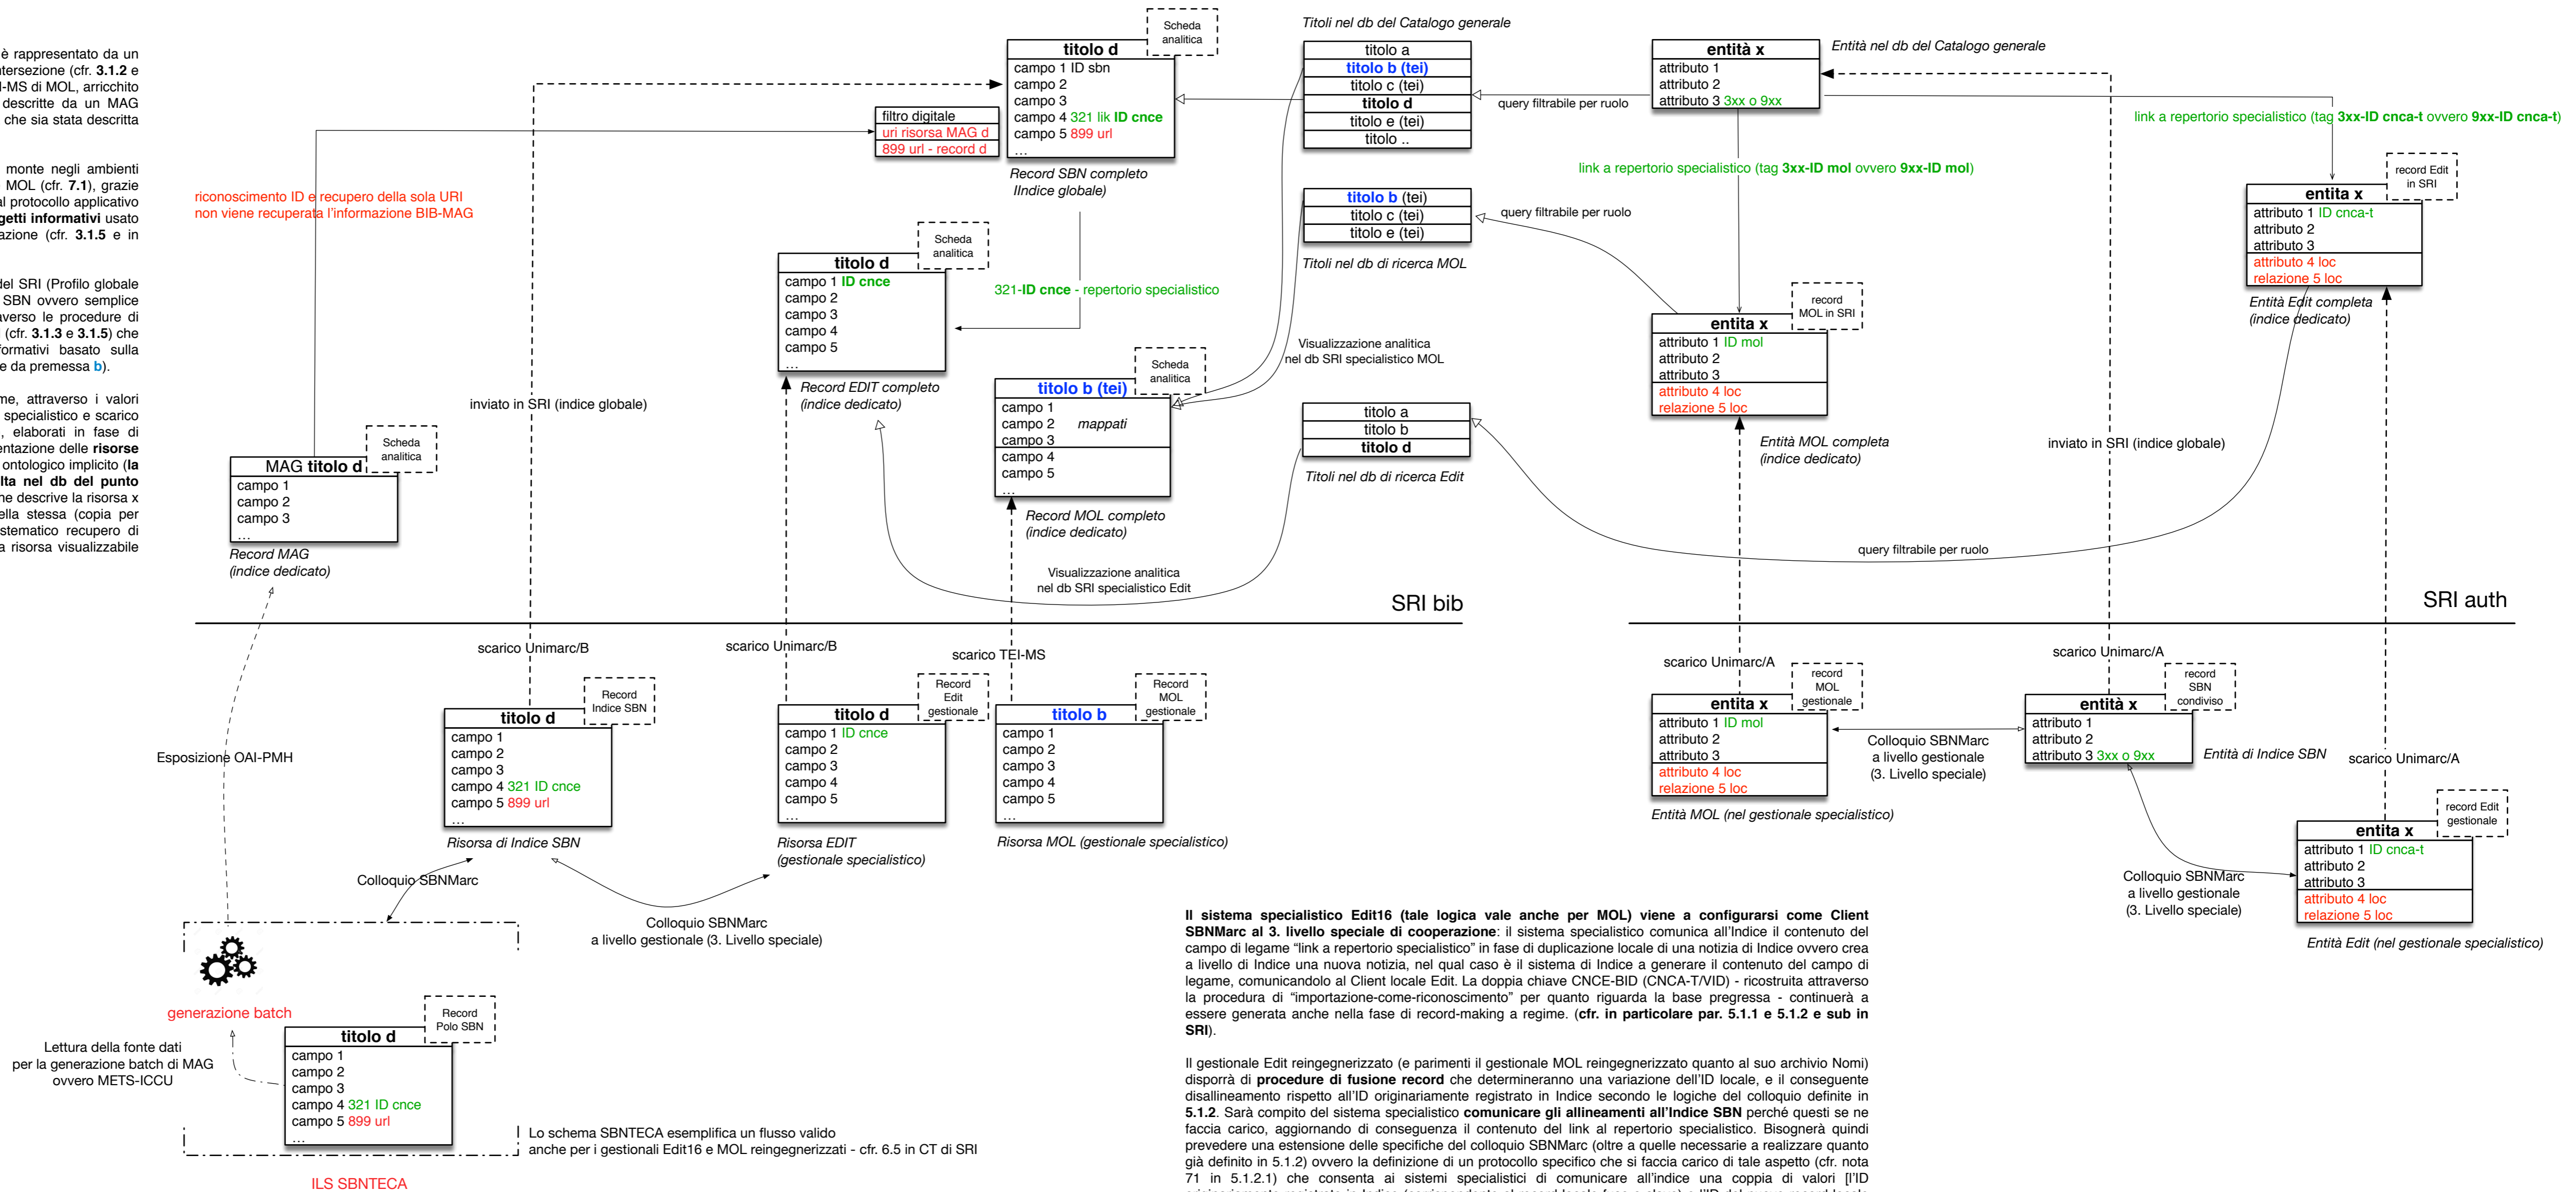 è rappresentato da un
ntersezione (cfr. 3.1.2 e
I-MS di MOL, arricchito
descritte da un MAG
che sia stata descritta
monte negli ambienti
MOL (cfr. 7.1), grazie
al protocollo applicativo
getti informativi usato
azione (cfr. 3.1.5 e in
del SRI (Profilo globale
SBN ovvero semplice
averso le procedure di
(cfr. 3.1.3 e 3.1.5) che
formativi basato sulla
e da premessa b).
me, attraverso i valori
specialistico e scarico
, elaborati in fase di
entazione delle risorse
ontologico implicito (la
lta nel db del punto
ne descrive la risorsa x
ella stessa (copia per
stematico recupero di
a risorsa visualizzabile
riconoscimento ID e recupero della sola URI
non viene recuperata l'informazione BIB-MAG
filtro digitale
uri risorsa MAG d
899 url - record d
Scheda
analitica
titolo d
campo 1 ID sbn
campo 2
campo 3
campo 4 321 lik ID cnce
campo 5 899 url
...
Record SBN completo
IIndice globale)
Titoli nel db del Catalogo generale
titolo a
titolo b (tei)
titolo c (tei)
titolo d
titolo e (tei)
titolo ..
query filtrabile per ruolo
entità x
attributo 1
attributo 2
attributo 3 3xx o 9xx
Entità nel db del Catalogo generale
link a repertorio specialistico (tag 3xx-ID cnca-t ovvero 9xx-ID cnca-t)
link a repertorio specialistico (tag 3xx-ID mol ovvero 9xx-ID mol)
record Edit
in SRI
entita x
attributo 1 ID cnca-t
attributo 2
attributo 3
attributo 4 loc
relazione 5 loc
Entità Edit completa
(indice dedicato)
titolo b (tei)
titolo c (tei)
titolo e (tei)
Titoli nel db di ricerca MOL
query filtrabile per ruolo
Scheda
analitica
titolo d
campo 1 ID cnce
campo 2
campo 3
campo 4
campo 5
...
Record EDIT completo
(indice dedicato)
321-ID cnce - repertorio specialistico
Visualizzazione analitica
nel db SRI specialistico MOL
record
MOL in SRI
entita x
attributo 1 ID mol
attributo 2
attributo 3
attributo 4 loc
relazione 5 loc
Entità MOL completa
(indice dedicato)
Scheda
analitica
titolo b (tei)
campo 1
campo 2 mappati
campo 3
campo 4
campo 5
...
Record MOL completo
(indice dedicato)
titolo a
titolo b
titolo d
Titoli nel db di ricerca Edit
inviato in SRI (indice globale)
inviato in SRI (indice globale)
Scheda
analitica
MAG titolo d
campo 1
campo 2
campo 3
...
Record MAG
(indice dedicato)
Visualizzazione analitica
nel db SRI specialistico Edit
query filtrabile per ruolo
SRI bib
SRI auth
scarico Unimarc/B
scarico Unimarc/B
scarico TEI-MS
scarico Unimarc/A
scarico Unimarc/A
scarico Unimarc/A
Esposizione OAI-PMH
Record
Indice SBN
titolo d
campo 1
campo 2
campo 3
campo 4 321 ID cnce
campo 5 899 url
...
Risorsa di Indice SBN
Record
Edit
gestionale
titolo d
campo 1 ID cnce
campo 2
campo 3
campo 4
campo 5
...
Risorsa EDIT
(gestionale specialistico)
Record
MOL
gestionale
titolo b
campo 1
campo 2
campo 3
campo 4
campo 5
...
Risorsa MOL (gestionale specialistico)
record
MOL
gestionale
entita x
attributo 1 ID mol
attributo 2
attributo 3
attributo 4 loc
relazione 5 loc
Entità MOL (nel gestionale specialistico)
Colloquio SBNMarc
a livello gestionale
(3. Livello speciale)
record
SBN
condiviso
entità x
attributo 1
attributo 2
attributo 3 3xx o 9xx
Entità di Indice SBN
record Edit
gestionale
entita x
attributo 1 ID cnca-t
attributo 2
attributo 3
attributo 4 loc
relazione 5 loc
Entità Edit (nel gestionale specialistico)
Colloquio SBNMarc
a livello gestionale
(3. Livello speciale)
Colloquio SBNMarc
Colloquio SBNMarc
a livello gestionale (3. Livello speciale)
generazione batch
Lettura della fonte dati
per la generazione batch di MAG
ovvero METS-ICCU
Record
Polo SBN
titolo d
campo 1
campo 2
campo 3
campo 4 321 ID cnce
campo 5 899 url
...
Lo schema SBNTECA esemplifica un flusso valido
anche per i gestionali Edit16 e MOL reingegnerizzati - cfr. 6.5 in CT di SRI
ILS SBNTECA
Il sistema specialistico Edit16 (tale logica vale anche per MOL) viene a configurarsi come Client
SBNMarc al 3. livello speciale di cooperazione: il sistema specialistico comunica all'Indice il contenuto del
campo di legame "link a repertorio specialistico" in fase di duplicazione locale di una notizia di Indice ovvero crea
a livello di Indice una nuova notizia, nel qual caso è il sistema di Indice a generare il contenuto del campo di
legame, comunicandolo al Client locale Edit. La doppia chiave CNCE-BID (CNCA-T/VID) - ricostruita attraverso
la procedura di "importazione-come-riconoscimento" per quanto riguarda la base pregressa - continuerà a
essere generata anche nella fase di record-making a regime. (cfr. in particolare par. 5.1.1 e 5.1.2 e sub in
SRI).
Il gestionale Edit reingegnerizzato (e parimenti il gestionale MOL reingegnerizzato quanto al suo archivio Nomi)
disporrà di procedure di fusione record che determineranno una variazione dell'ID locale, e il conseguente
disallineamento rispetto all'ID originariamente registrato in Indice secondo le logiche del colloquio definite in
5.1.2. Sarà compito del sistema specialistico comunicare gli allineamenti all'Indice SBN perché questi se ne
faccia carico, aggiornando di conseguenza il contenuto del link al repertorio specialistico. Bisognerà quindi
prevedere una estensione delle specifiche del colloquio SBNMarc (oltre a quelle necessarie a realizzare quanto
già definito in 5.1.2) ovvero la definizione di un protocollo specifico che si faccia carico di tale aspetto (cfr. nota
71 in 5.1.2.1) che consenta ai sistemi specialistici di comunicare all'indice una coppia di valori [l'ID